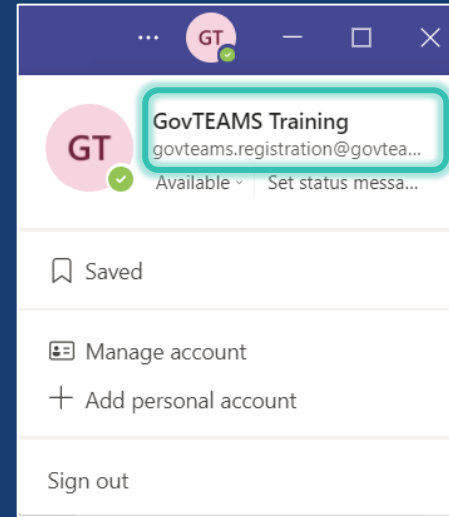 ... GT
GT
GovTEAMS Training
govteams.registration@govtea...
Available
Set status messa...
Saved
Manage account
Add personal account
Sign out